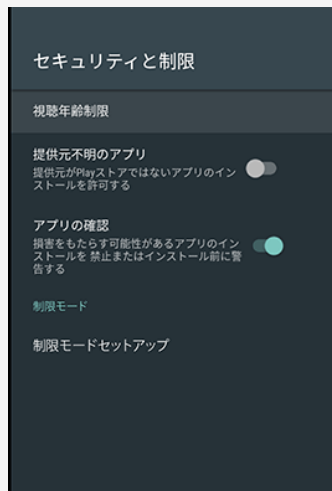 セキュリティと制限
視聴年齢制限
提供元不明のアプリ
提供元がPlayストアではないアプリのイン
ストールを許可する
アプリの確認
損害をもたらす可能性があるアプリのイン
ストールを 禁止またはインストール前に警
告する
制限モード
制限モードセットアップ